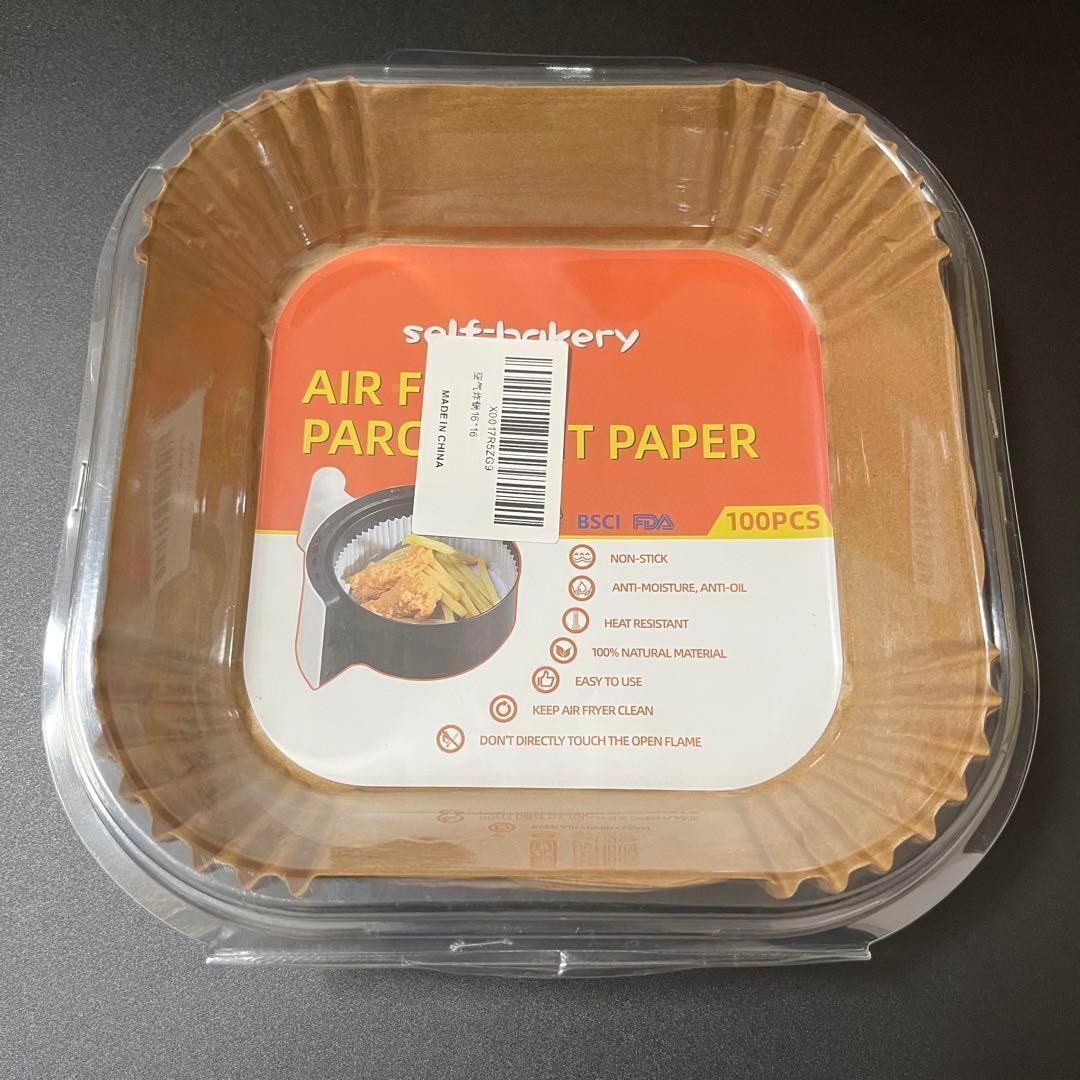 self-bakery
AIR F
PARC T PAPER
X0017R5ZG9
空气炸锅16*16
MADE IN CHINA
BSCI FDA
100PCS
NON-STICK
ANTI-MOISTURE, ANTI-OIL
HEAT RESISTANT
100% NATURAL MATERIAL
EASY TO USE
KEEP AIR FRYER CLEAN
DON'T DIRECTLY TOUCH THE OPEN FLAME